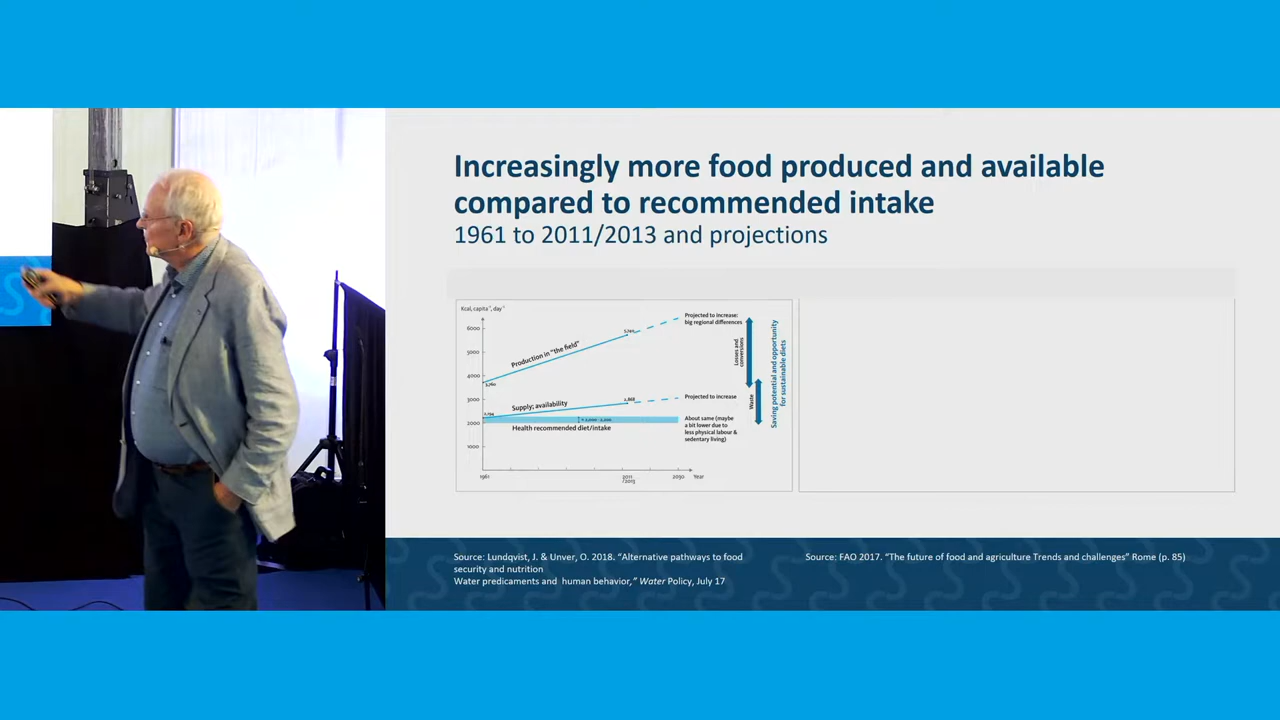 Increasingly more food produced and available
compared to recommended intake
1961 to 2011/2013 and projections
Kcal, capita⁻¹, day⁻¹
6000
5000
4000
3000
2000
1000
Production in "the field"
Supply; availability
2,868
Health recommended diet/intake
1961
2011
/2013
2050
Year
Projected to increase:
big regional differences
Projected to increase
About same (maybe
a bit lower due to
less physical labour &
sedentary living)
Losses and
conversions
Waste
Saving potential and opportunity
for sustainable diets
Source: Lundqvist, J. & Unver, O. 2018. “Alternative pathways to food
security and nutrition
Water predicaments and human behavior,” Water Policy, July 17
Source: FAO 2017. “The future of food and agriculture Trends and challenges” Rome (p. 85)